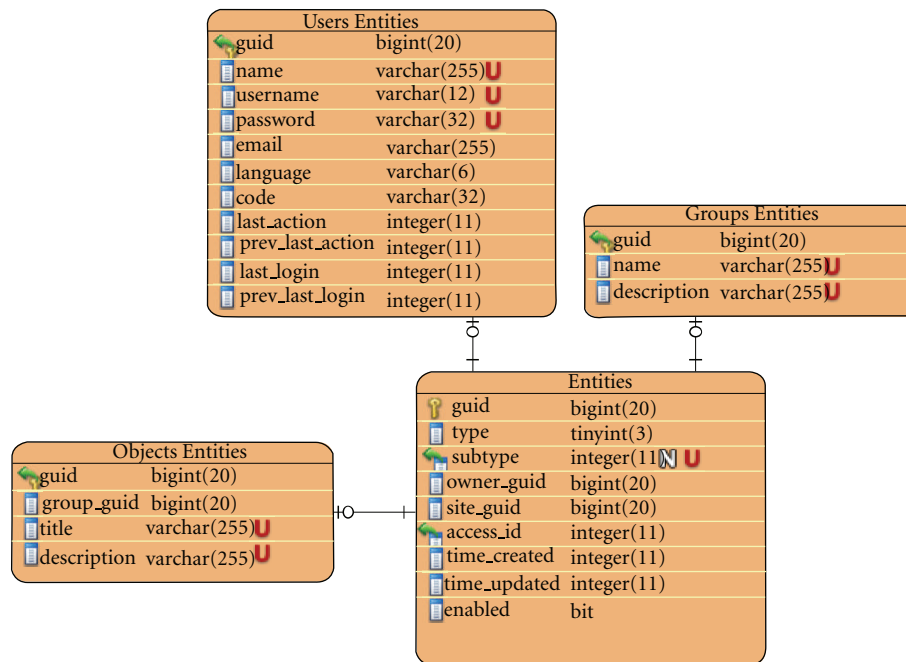 Users Entities
guid bigint(20)
name varchar(255) U
username varchar(12) U
password varchar(32) U
email varchar(255)
language varchar(6)
code varchar(32)
last_action integer(11)
prev_last_action integer(11)
last_login integer(11)
prev_last_login integer(11)
Groups Entities
guid bigint(20)
name varchar(255) U
description varchar(255) U
Entities
guid bigint(20)
type tinyint(3)
subtype integer(11 N U
owner_guid bigint(20)
site_guid bigint(20)
access_id integer(11)
time_created integer(11)
time_updated integer(11)
enabled bit
Objects Entities
guid bigint(20)
group_guid bigint(20)
title varchar(255) U
description varchar(255) U